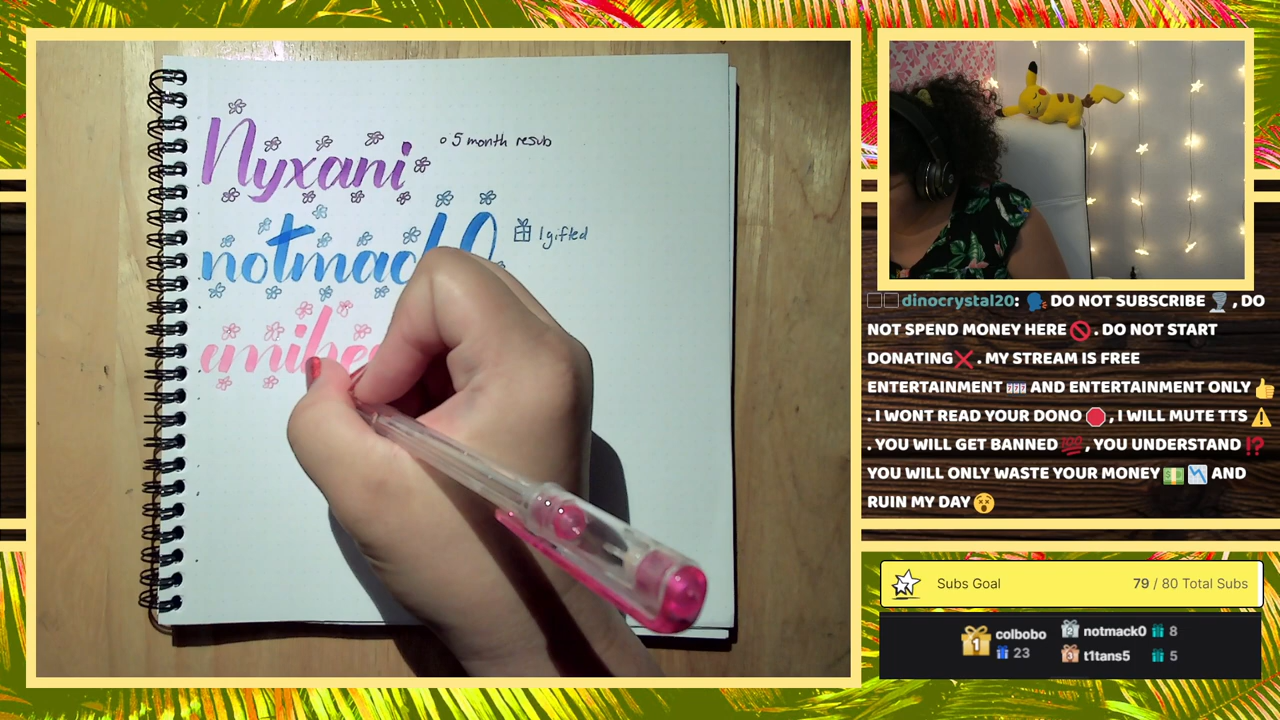 Nyxani
5 month resub
notmac
1 gifted
dinocrystal20: 🗣️ DO NOT SUBSCRIBE , DO
NOT SPEND MONEY HERE 🚫 . DO NOT START
DONATING ❌ . MY STREAM IS FREE
ENTERTAINMENT AND ENTERTAINMENT ONLY 👍
. I WONT READ YOUR DONO 🛑 , I WILL MUTE TTS ⚠️
. YOU WILL GET BANNED 💯 , YOU UNDERSTAND ⁉️
YOU WILL ONLY WASTE YOUR MONEY 💵 📉 AND
RUIN MY DAY 😵
Subs Goal 79 / 80 Total Subs
1 colbobo 23
2 notmack0 8
3 t1tans5 5